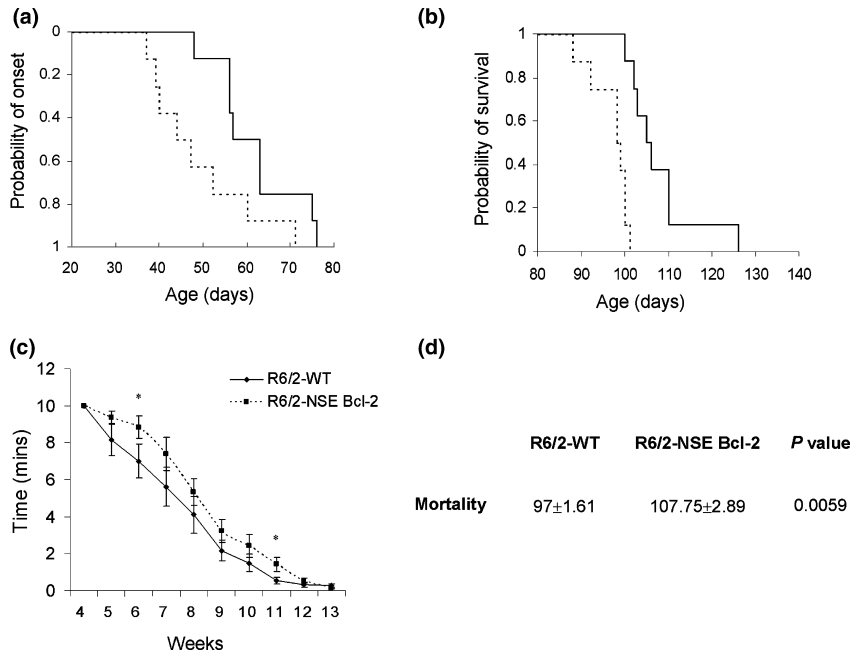 (a)
0
0.2
0.4
0.6
0.8
1
Probability of onset
20 30 40 50 60 70 80
Age (days)
(b)
1
0.8
0.6
0.4
0.2
0
Probability of survival
80 90 100 110 120 130 140
Age (days)
(c)
12
10
8
6
4
2
0
Time (mins)
R6/2-WT
R6/2-NSE Bcl-2
*
*
4 5 6 7 8 9 10 11 12 13
Weeks
(d)
R6/2-WT R6/2-NSE Bcl-2 P value
Mortality 97±1.61 107.75±2.89 0.0059